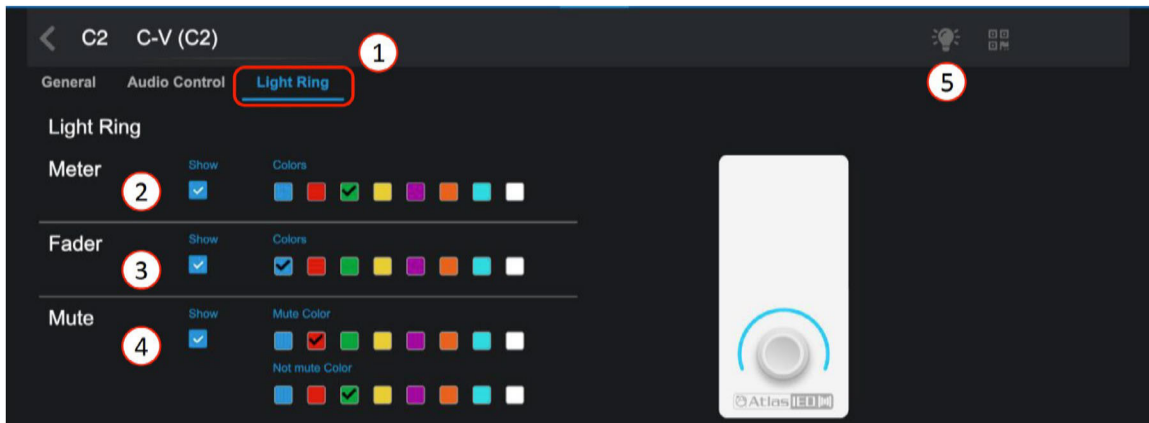 C2 C-V (C2)
1
General Audio Control Light Ring
5
Light Ring
Meter
2
Show
Colors
Fader
3
Show
Colors
Mute
4
Show
Mute Color
Not mute Color
AtlasIED